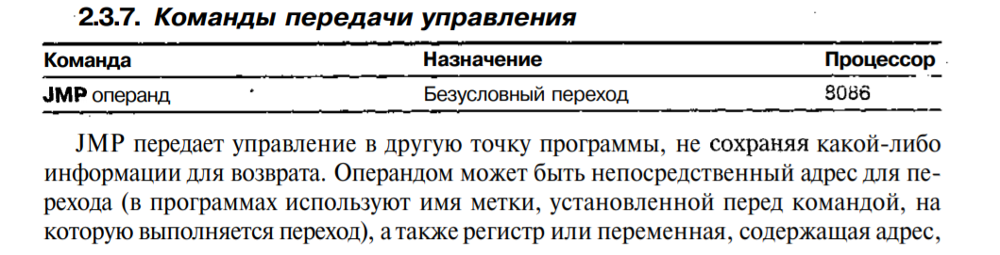 2.3.7. Команды передачи управления
Команда Назначение Процессор
JMP операнд Безусловный переход 8086
JMP передает управление в другую точку программы, не сохраняя какой-либо
информации для возврата. Операндом может быть непосредственный адрес для пе-
рехода (в программах используют имя метки, установленной перед командой, на
которую выполняется переход), а также регистр или переменная, содержащая адрес,